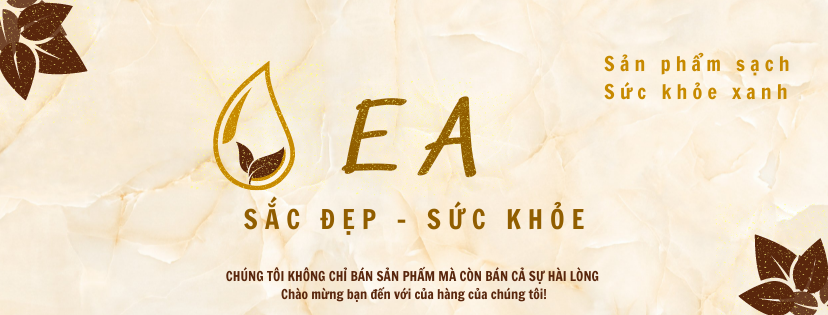 Sản phẩm sạch
Sức khỏe xanh
EA
SẮC ĐẸP - SỨC KHỎE
CHÚNG TÔI KHÔNG CHỈ BÁN SẢN PHẨM MÀ CÒN BÁN CẢ SỰ HÀI LÒNG
Chào mừng bạn đến với của hàng của chúng tôi!